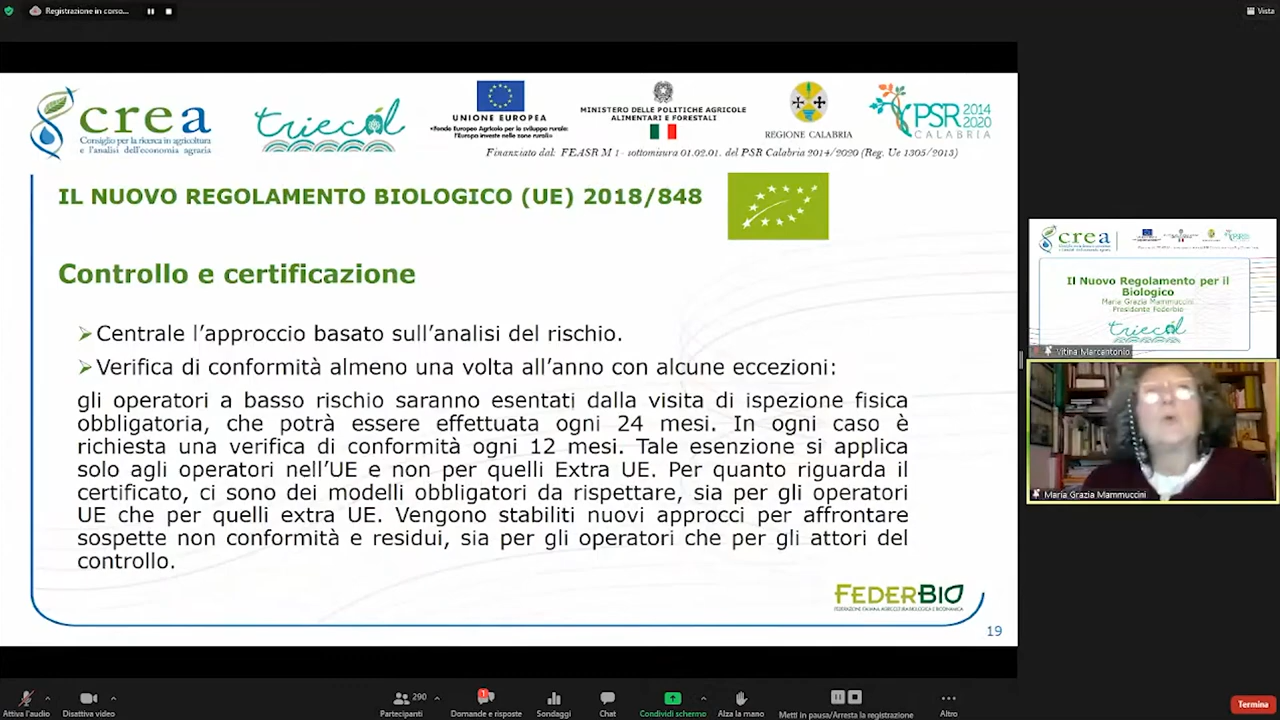 Registrazione in corso...
Vista
crea
Consiglio per la ricerca in agricoltura
e l'analisi dell'economia agraria
triecol
UNIONE EUROPEA
«Fondo Europeo Agricolo per lo sviluppo rurale:
l'Europa investe nelle zone rurali»
MINISTERO DELLE POLITICHE AGRICOLE
ALIMENTARI E FORESTALI
REGIONE CALABRIA
PSR 2014
2020
CALABRIA
Finanziato dal: FEASR M 1- sottomisura 01.02.01. del PSR Calabria 2014/2020 (Reg. Ue 1305/2013)
IL NUOVO REGOLAMENTO BIOLOGICO (UE) 2018/848
Controllo e certificazione
➢Centrale l'approccio basato sull'analisi del rischio.
➢Verifica di conformità almeno una volta all'anno con alcune eccezioni:
gli operatori a basso rischio saranno esentati dalla visita di ispezione fisica
obbligatoria, che potrà essere effettuata ogni 24 mesi. In ogni caso è
richiesta una verifica di conformità ogni 12 mesi. Tale esenzione si applica
solo agli operatori nell'UE e non per quelli Extra UE. Per quanto riguarda il
certificato, ci sono dei modelli obbligatori da rispettare, sia per gli operatori
UE che per quelli extra UE. Vengono stabiliti nuovi approcci per affrontare
sospette non conformità e residui, sia per gli operatori che per gli attori del
controllo.
FEDERBIO
FEDERAZIONE ITALIANA AGRICOLTURA BIOLOGICA E BIODINAMICA
19
crea
PSR
Il Nuovo Regolamento per il
Biologico
Maria Grazia Mammuccini
Presidente Federbio
triecol
Vitina Marcantonio
Maria Grazia Mammuccini
Attiva l'audio
Disattiva video
Partecipanti
290
1
Domande e risposte
Sondaggi
Chat
Condividi schermo
Alza la mano
Metti in pausa/Arresta la registrazione
Altro
Termina